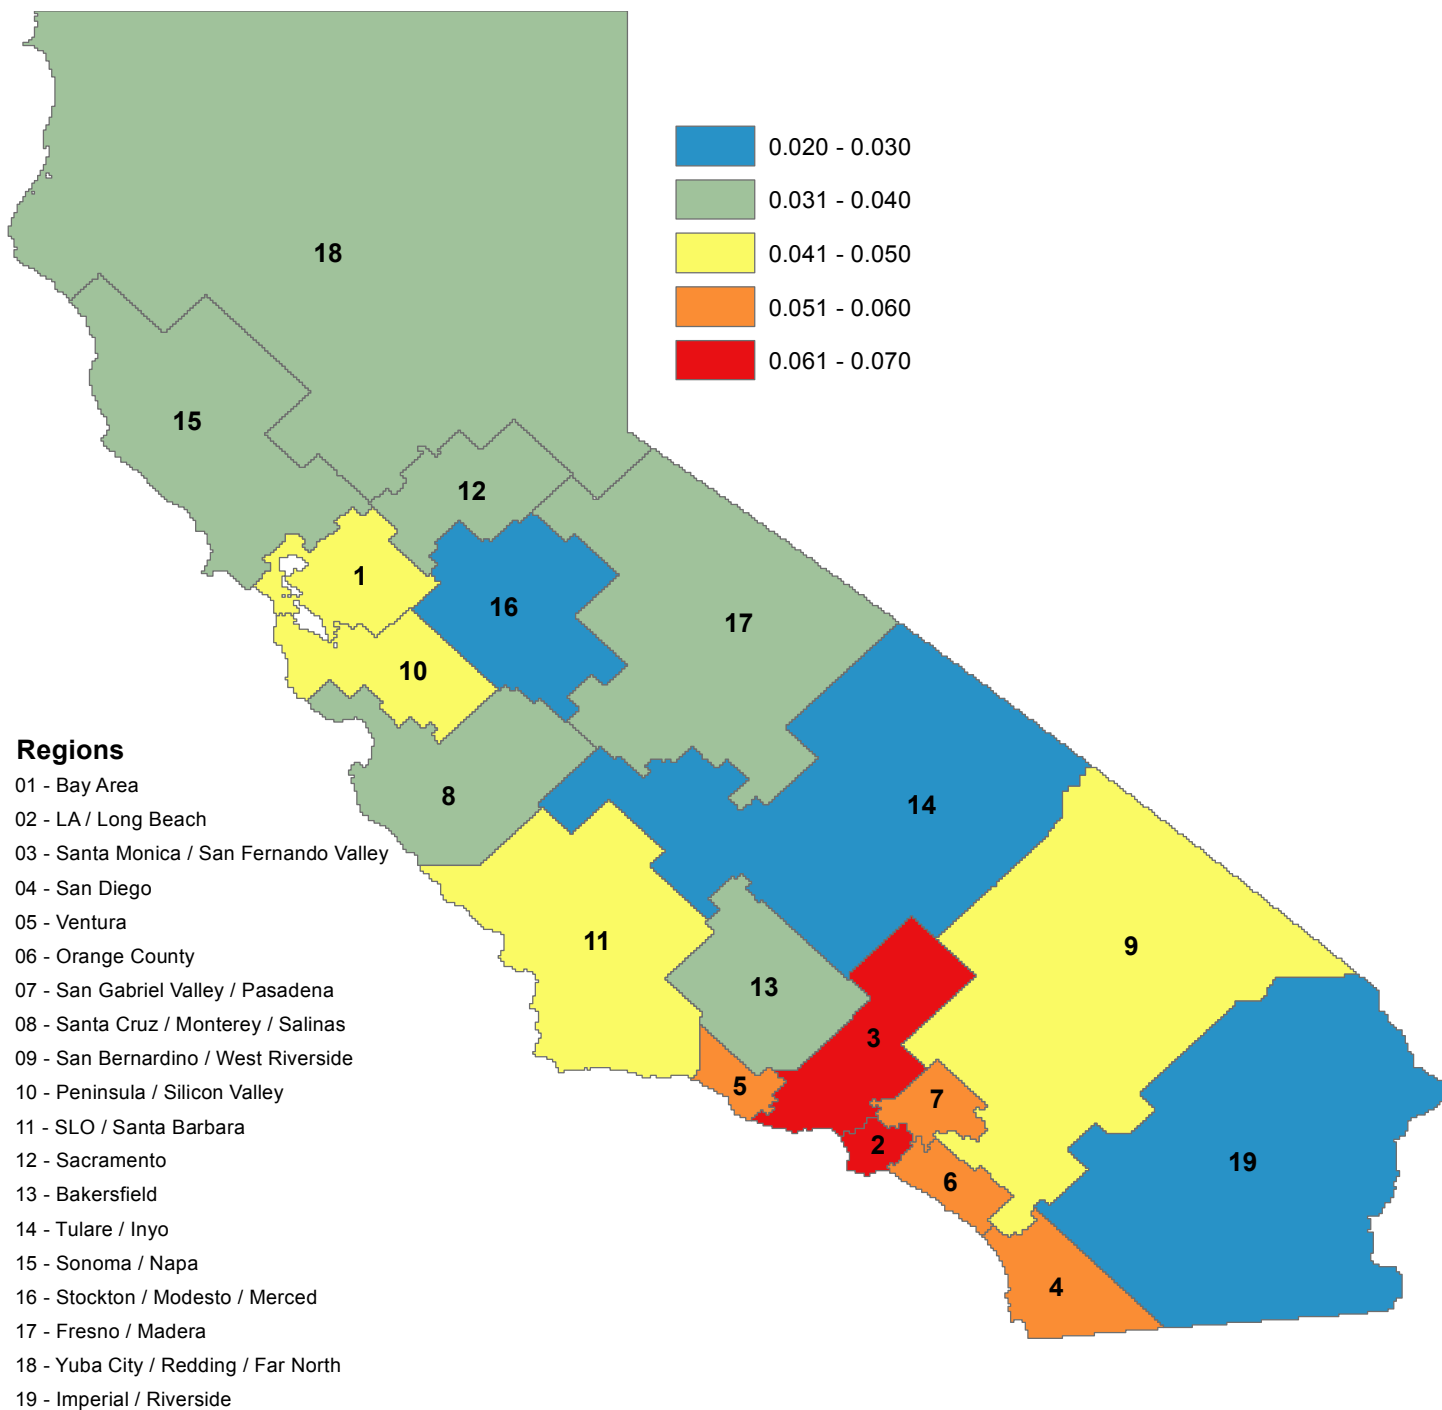 0.020 - 0.030
0.031 - 0.040
0.041 - 0.050
0.051 - 0.060
0.061 - 0.070
18
15
12
1
16
17
10
8
14
11
9
13
3
5
7
2
6
19
4
Regions
01 - Bay Area
02 - LA / Long Beach
03 - Santa Monica / San Fernando Valley
04 - San Diego
05 - Ventura
06 - Orange County
07 - San Gabriel Valley / Pasadena
08 - Santa Cruz / Monterey / Salinas
09 - San Bernardino / West Riverside
10 - Peninsula / Silicon Valley
11 - SLO / Santa Barbara
12 - Sacramento
13 - Bakersfield
14 - Tulare / Inyo
15 - Sonoma / Napa
16 - Stockton / Modesto / Merced
17 - Fresno / Madera
18 - Yuba City / Redding / Far North
19 - Imperial / Riverside